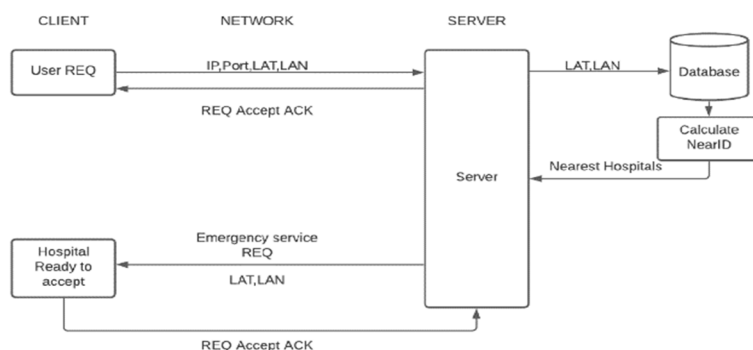 CLIENT
NETWORK
SERVER
User REQ
IP,Port,LAT,LAN
REQ Accept ACK
LAT,LAN
Database
Calculate
NearID
Nearest Hospitals
Server
Hospital
Ready to
accept
Emergency service
REQ
LAT,LAN
REQ Accept ACK